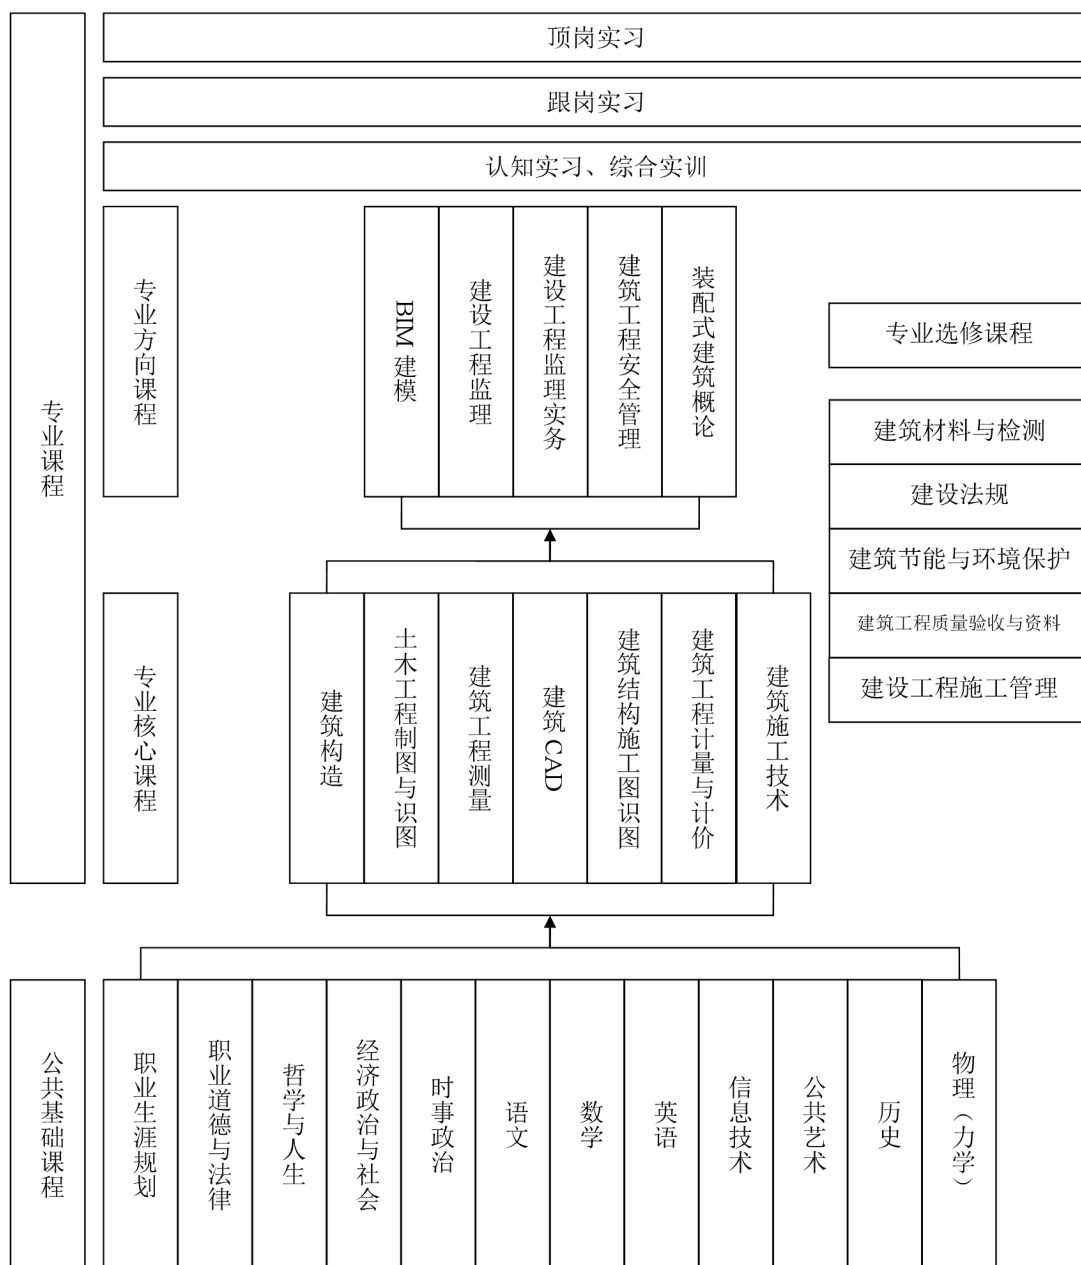 顶岗实习
跟岗实习
认知实习、综合实训
专业课程
专业方向课程
BIM 建模
建设工程监理
建设工程监理实务
建筑工程安全管理
装配式建筑概论
专业选修课程
建筑材料与检测
建设法规
建筑节能与环境保护
建筑工程质量验收与资料
建设工程施工管理
专业核心课程
建筑构造
土木工程制图与识图
建筑工程测量
建筑 CAD
建筑结构施工图识图
建筑工程计量与计价
建筑施工技术
公共基础课程
职业生涯规划
职业道德与法律
哲学与人生
经济政治与社会
时事政治
语文
数学
英语
信息技术
公共艺术
历史
物理（力学）